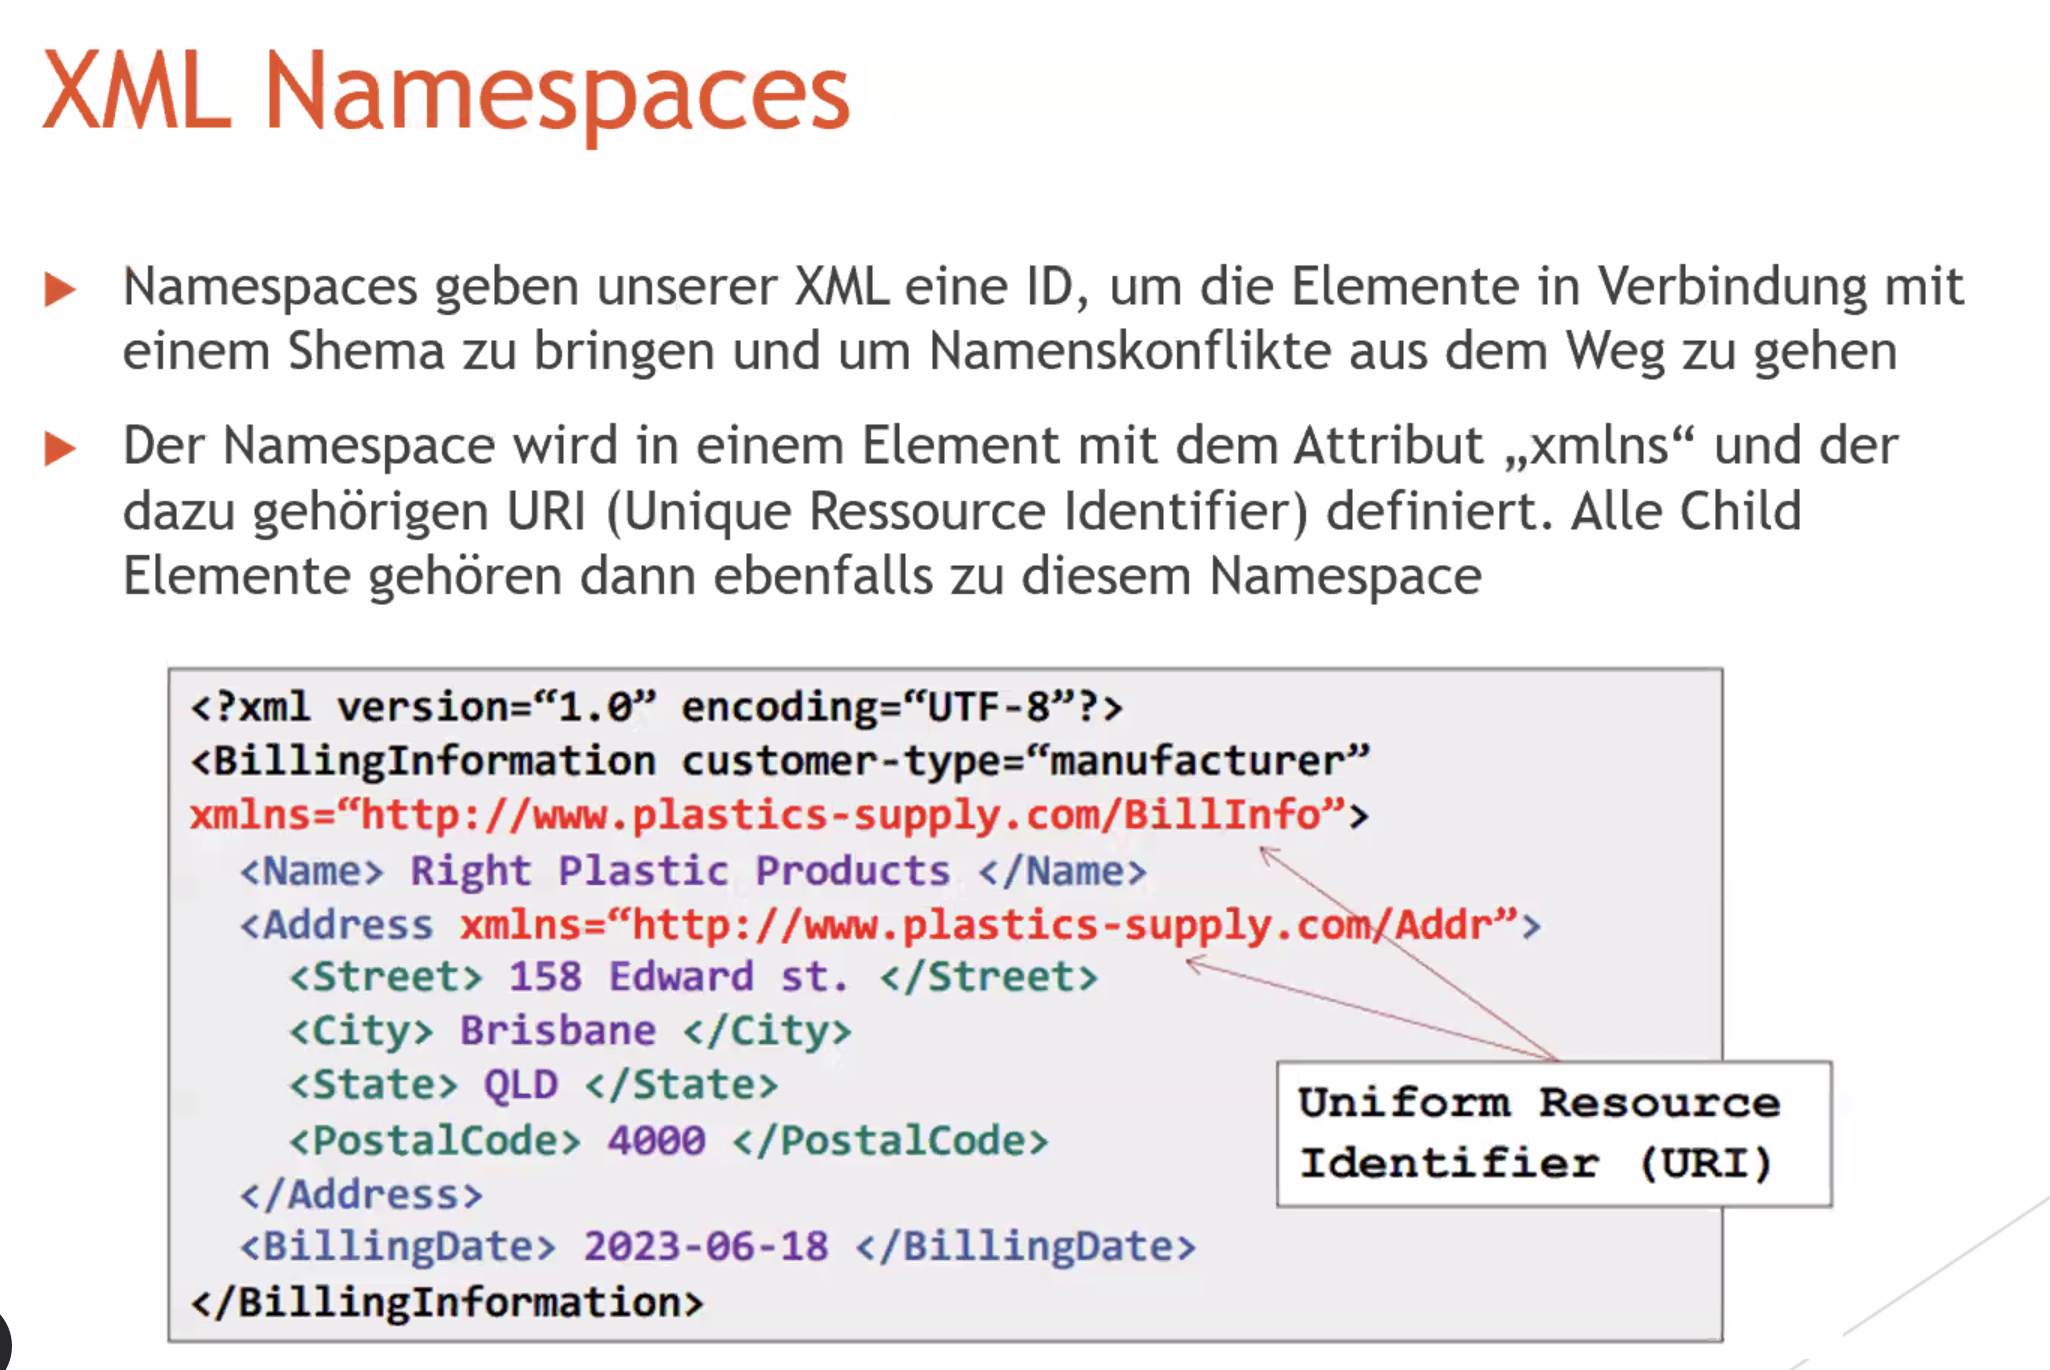 XML Namespaces
Namespaces geben unserer XML eine ID, um die Elemente in Verbindung mit
einem Shema zu bringen und um Namenskonflikte aus dem Weg zu gehen
Der Namespace wird in einem Element mit dem Attribut „xmlns“ und der
dazu gehörigen URI (Unique Ressource Identifier) definiert. Alle Child
Elemente gehören dann ebenfalls zu diesem Namespace
<?xml version=“1.0” encoding=“UTF-8”?>
<BillingInformation customer-type=“manufacturer”
xmlns=“http://www.plastics-supply.com/BillInfo”>
<Name> Right Plastic Products </Name>
<Address xmlns=“http://www.plastics-supply.com/Addr”>
<Street> 158 Edward st. </Street>
<City> Brisbane </City>
<State> QLD </State>
<PostalCode> 4000 </PostalCode>
</Address>
<BillingDate> 2023-06-18 </BillingDate>
</BillingInformation>
Uniform Resource
Identifier (URI)